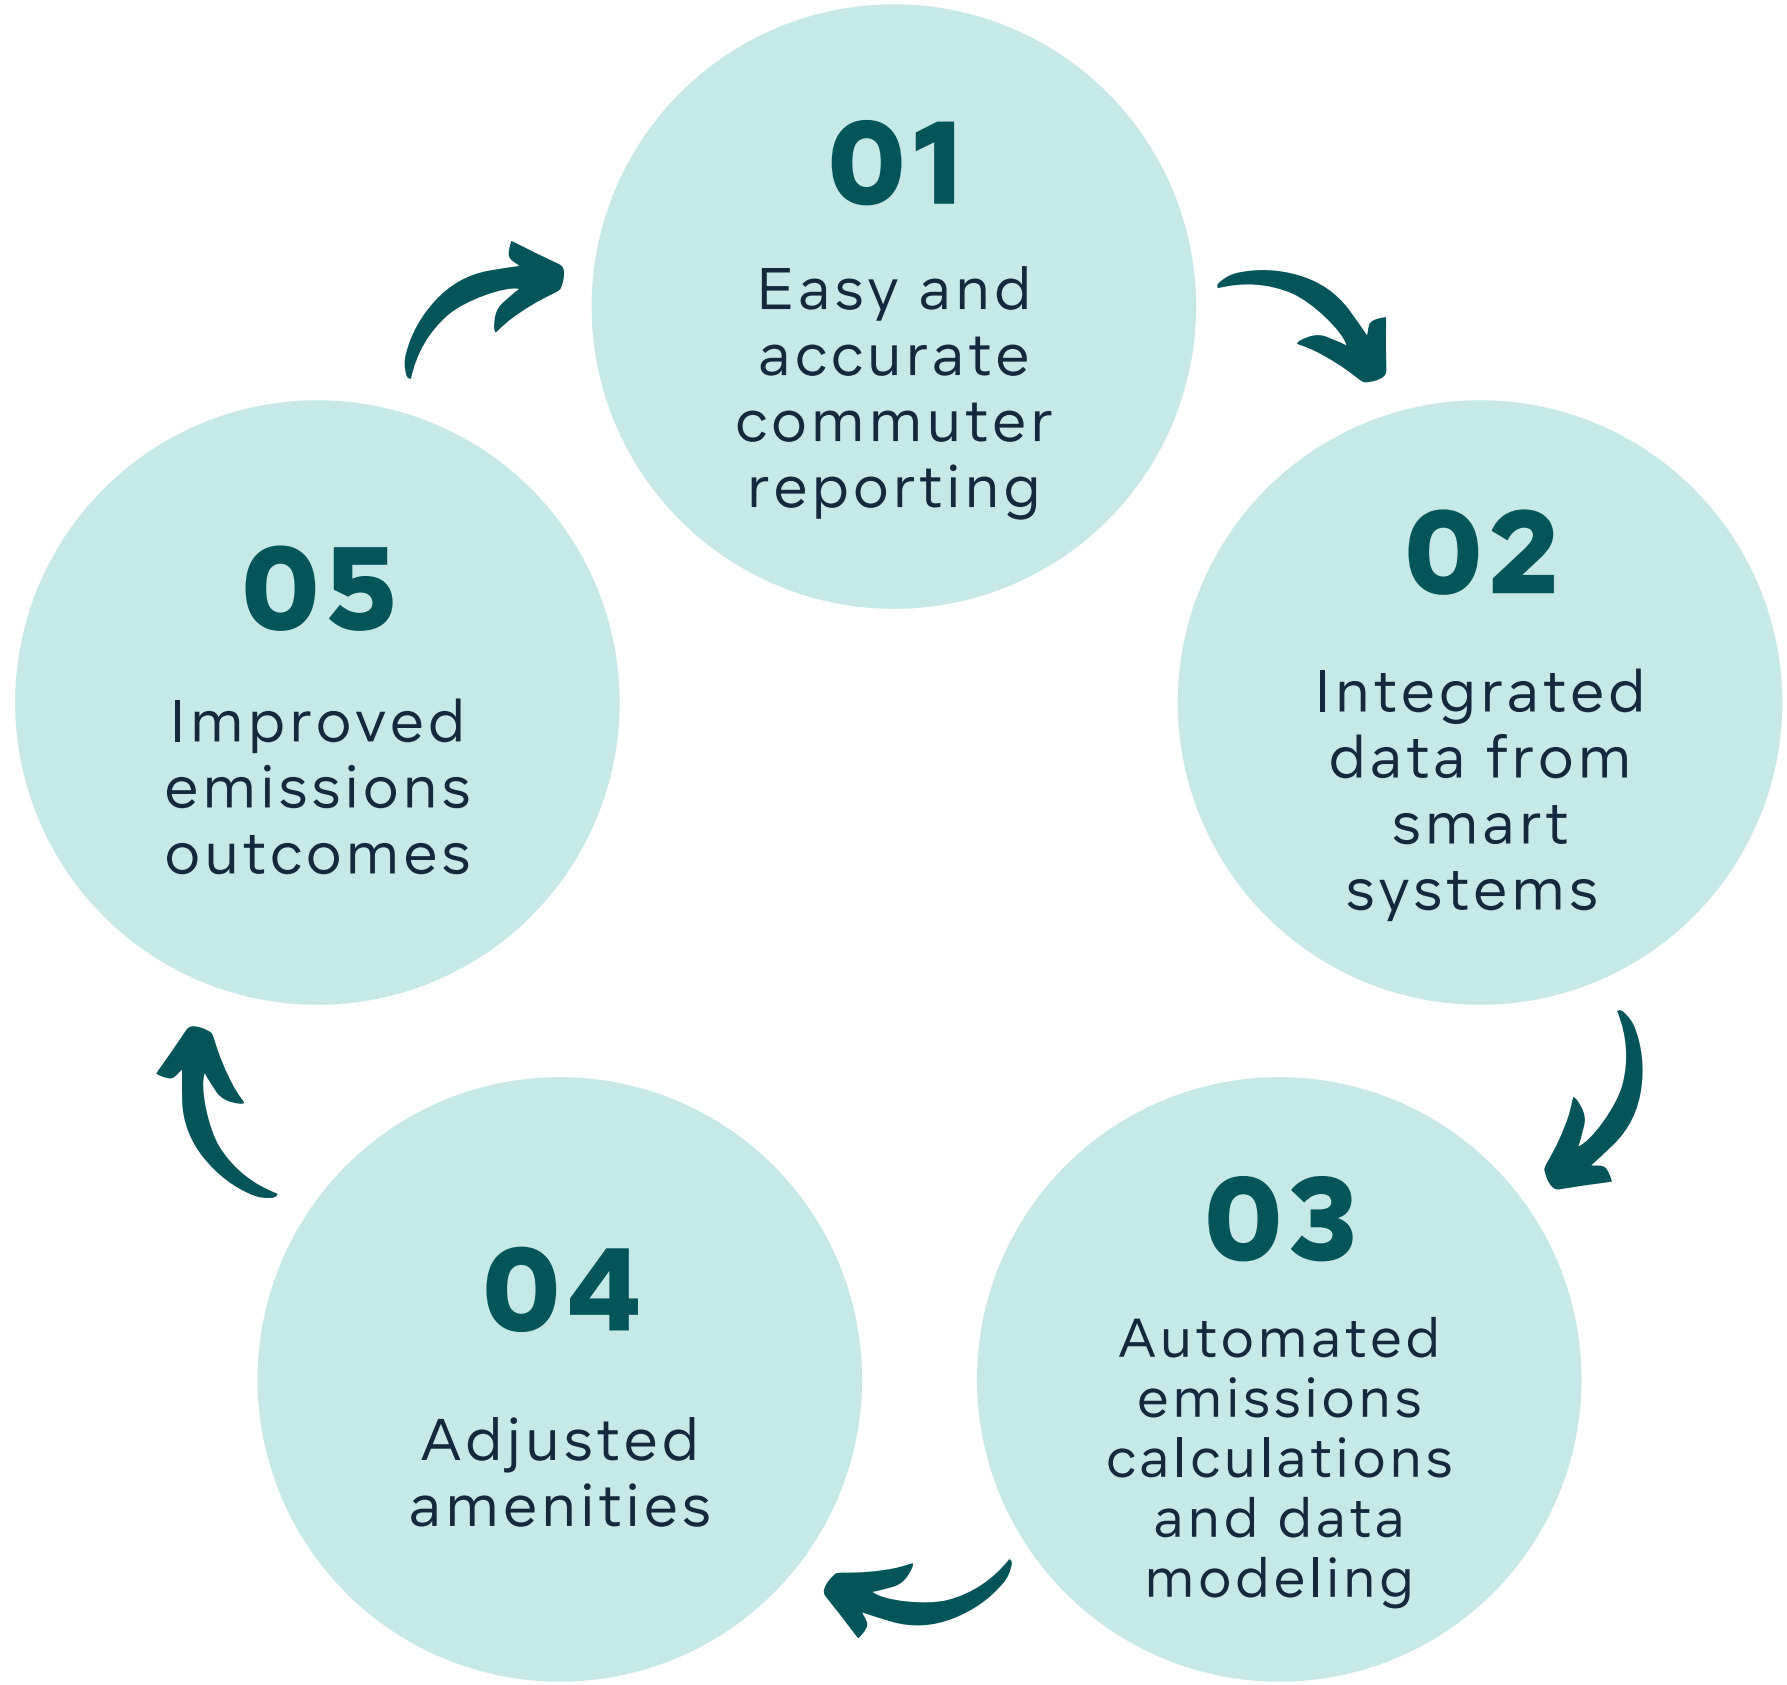 01
Easy and
accurate
commuter
reporting
02
Integrated
data from
smart
systems
03
Automated
emissions
calculations
and data
modeling
04
Adjusted
amenities
05
Improved
emissions
outcomes